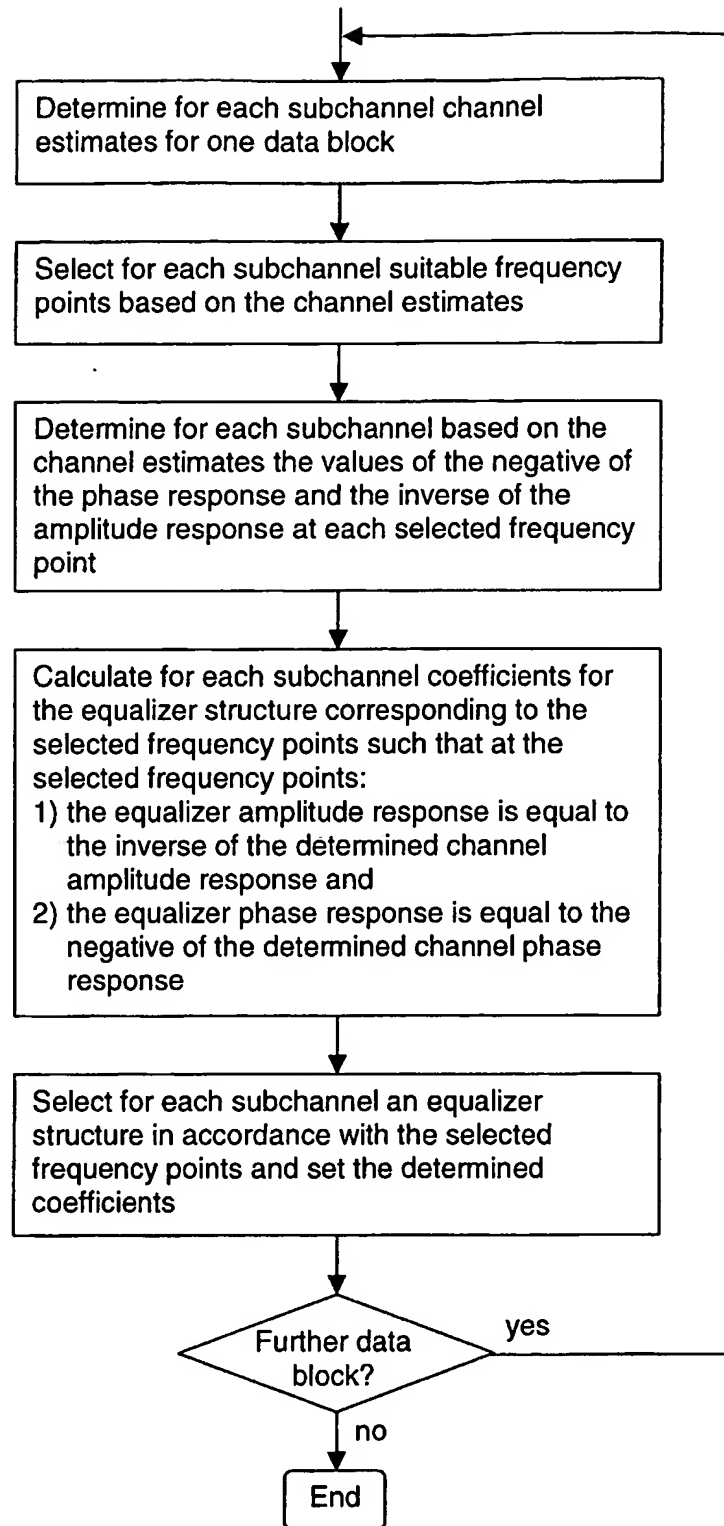 Determine for each subchannel channel
estimates for one data block
Select for each subchannel suitable frequency
points based on the channel estimates
Determine for each subchannel based on the
channel estimates the values of the negative of
the phase response and the inverse of the
amplitude response at each selected frequency
point
Calculate for each subchannel coefficients for
the equalizer structure corresponding to the
selected frequency points such that at the
selected frequency points:
1) the equalizer amplitude response is equal to
the inverse of the determined channel
amplitude response and
2) the equalizer phase response is equal to the
negative of the determined channel phase
response
Select for each subchannel an equalizer
structure in accordance with the selected
frequency points and set the determined
coefficients
Further data
block?
yes
no
End